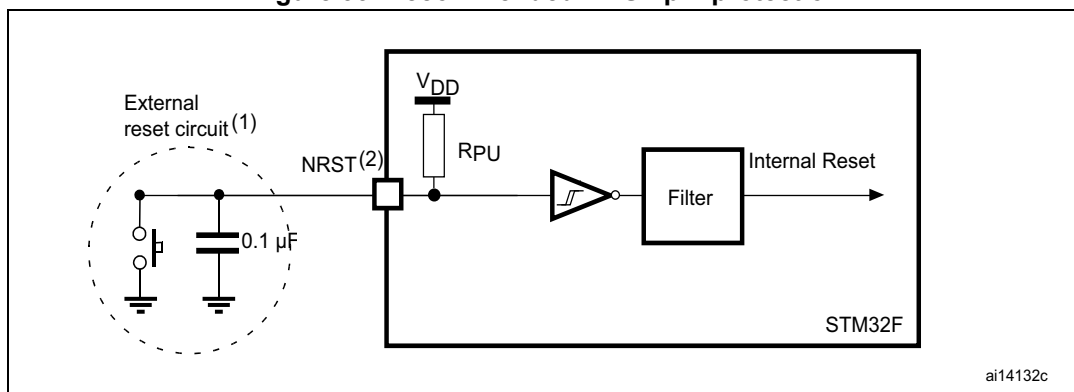 External
reset circuit(1)
VDD
NRST(2)
RPU
Internal Reset
Filter
0.1 µF
STM32F
ai14132c